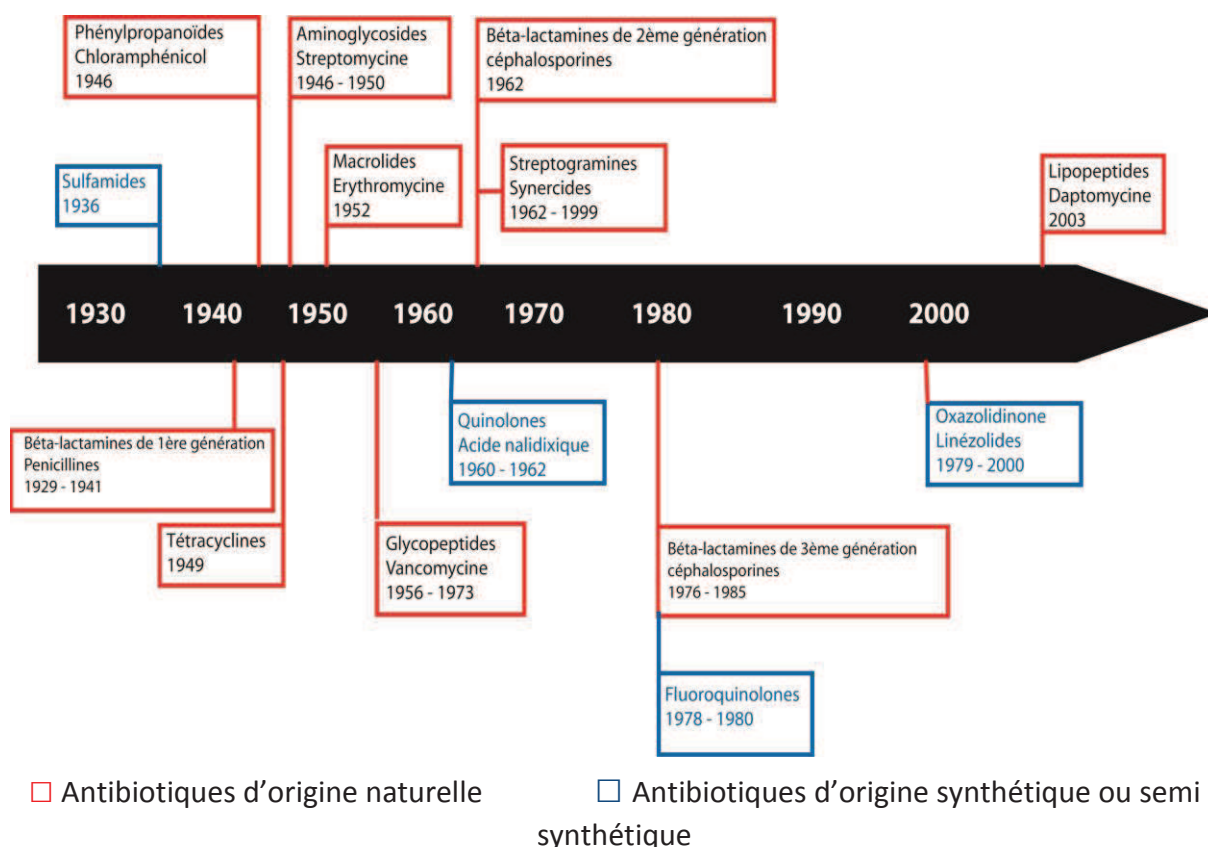 Phénylpropanoïdes
Chloramphénicol
1946
Aminoglycosides
Streptomycine
1946 - 1950
Béta-lactamines de 2ème génération
céphalosporines
1962
Sulfamides
1936
Macrolides
Erythromycine
1952
Streptogramines
Synercides
1962 - 1999
Lipopeptides
Daptomycine
2003
1930 1940 1950 1960 1970 1980 1990 2000
Béta-lactamines de 1ère génération
Penicillines
1929 - 1941
Quinolones
Acide nalidixique
1960 - 1962
Oxazolidinone
Linézolides
1979 - 2000
Tétracyclines
1949
Glycopeptides
Vancomycine
1956 - 1973
Béta-lactamines de 3ème génération
céphalosporines
1976 - 1985
Fluoroquinolones
1978 - 1980
Antibiotiques d’origine naturelle Antibiotiques d’origine synthétique ou semi
synthétique